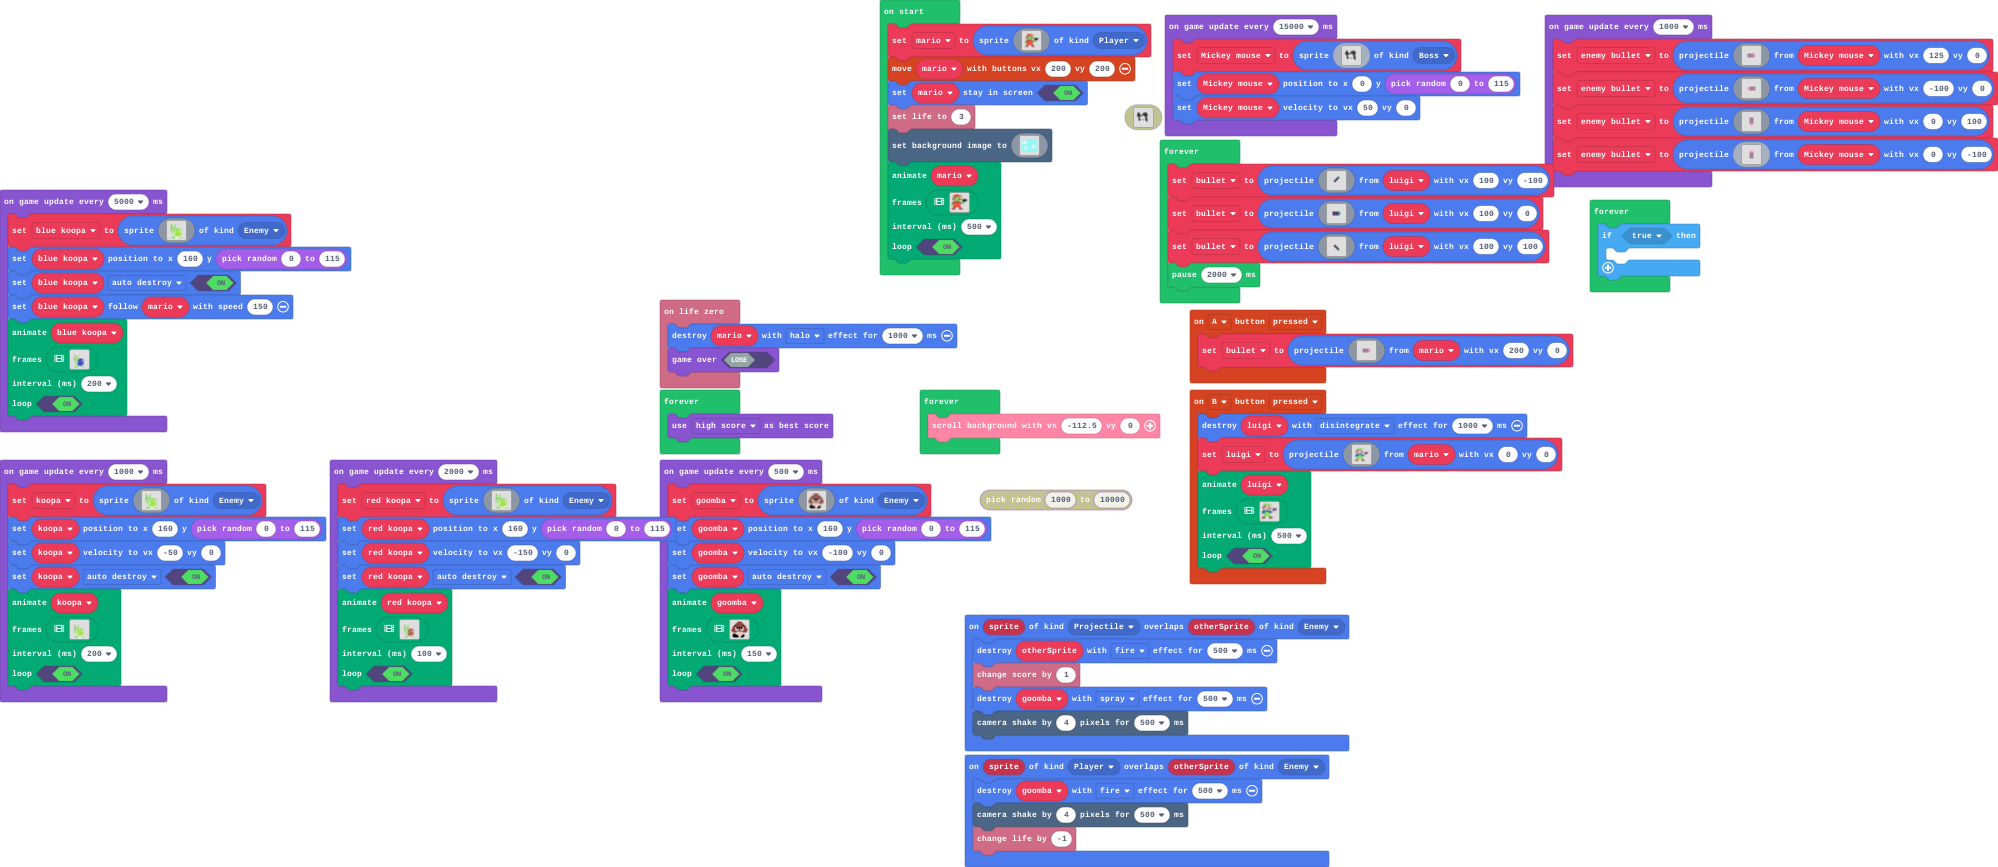 on start
set mario to sprite of kind Player
move mario with buttons vx 200 vy 200
set mario stay in screen ON
set life to 3
set background image to
animate mario
frames
interval (ms) 500
loop ON
on game update every 15000 ms
set Mickey mouse to sprite of kind Boss
set Mickey mouse position to x 0 y pick random 0 to 115
set Mickey mouse velocity to vx 50 vy 0
on game update every 1000 ms
set enemy bullet to projectile from Mickey mouse with vx 125 vy 0
set enemy bullet to projectile from Mickey mouse with vx -100 vy 0
set enemy bullet to projectile from Mickey mouse with vx 0 vy 100
set enemy bullet to projectile from Mickey mouse with vx 0 vy -100
forever
set bullet to projectile from luigi with vx 100 vy -100
set bullet to projectile from luigi with vx 100 vy 0
set bullet to projectile from luigi with vx 100 vy 100
pause 2000 ms
forever
if true then
on game update every 5000 ms
set blue koopa to sprite of kind Enemy
set blue koopa position to x 160 y pick random 0 to 115
set blue koopa auto destroy ON
set blue koopa follow mario with speed 150
animate blue koopa
frames
interval (ms) 200
loop ON
on life zero
destroy mario with halo effect for 1000 ms
game over LOSE
forever
use high score as best score
forever
scroll background with vx -112.5 vy 0
on A button pressed
set bullet to projectile from mario with vx 200 vy 0
on B button pressed
destroy luigi with disintegrate effect for 1000 ms
set luigi to projectile from mario with vx 0 vy 0
animate luigi
frames
interval (ms) 500
loop ON
on game update every 1000 ms
set koopa to sprite of kind Enemy
set koopa position to x 160 y pick random 0 to 115
set koopa velocity to vx -50 vy 0
set koopa auto destroy ON
animate koopa
frames
interval (ms) 200
loop ON
on game update every 2000 ms
set red koopa to sprite of kind Enemy
set red koopa position to x 160 y pick random 0 to 115
set red koopa velocity to vx -150 vy 0
set red koopa auto destroy ON
animate red koopa
frames
interval (ms) 100
loop ON
on game update every 500 ms
set goomba to sprite of kind Enemy
set goomba position to x 160 y pick random 0 to 115
set goomba velocity to vx -100 vy 0
set goomba auto destroy ON
animate goomba
frames
interval (ms) 150
loop ON
pick random 1000 to 10000
on sprite of kind Projectile overlaps otherSprite of kind Enemy
destroy otherSprite with fire effect for 500 ms
change score by 1
destroy goomba with spray effect for 500 ms
camera shake by 4 pixels for 500 ms
on sprite of kind Player overlaps otherSprite of kind Enemy
destroy goomba with fire effect for 500 ms
camera shake by 4 pixels for 500 ms
change life by -1